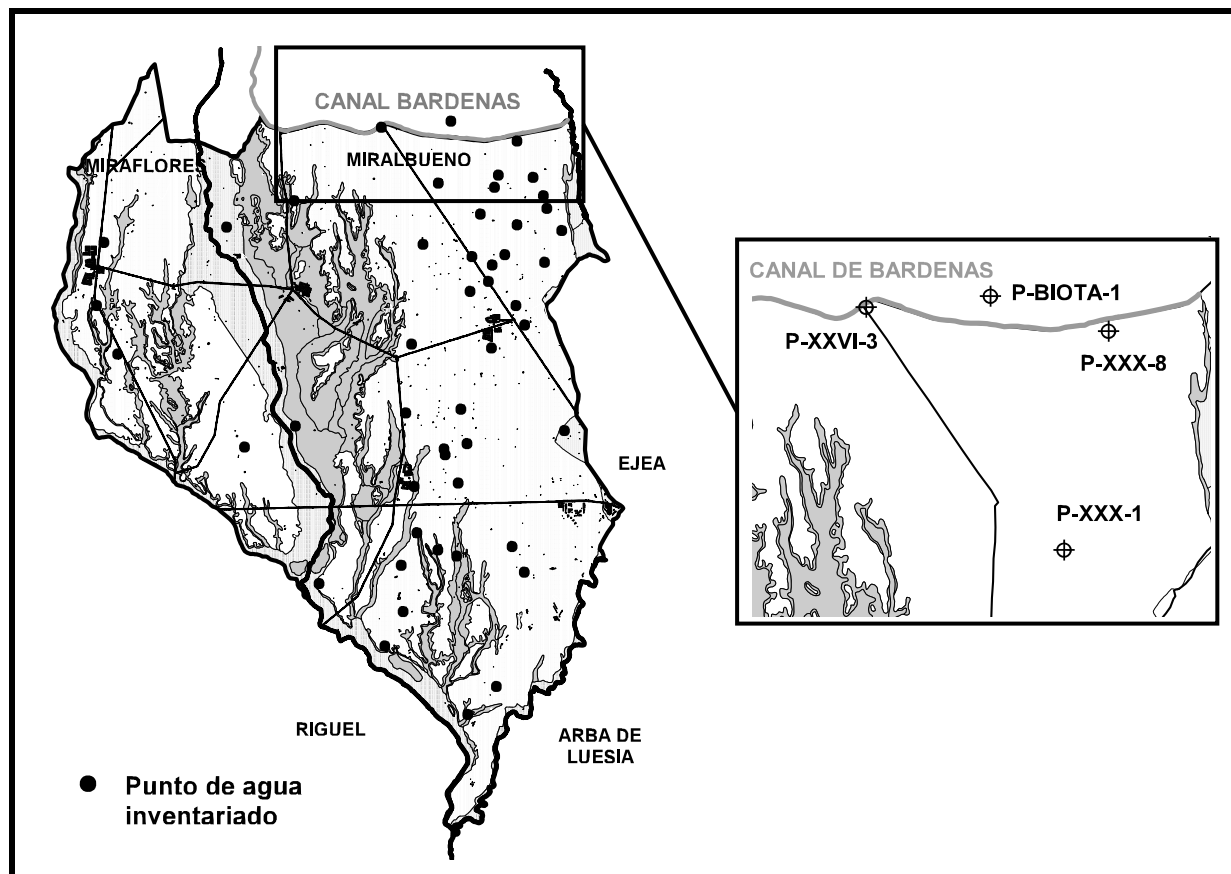 CANAL BARDENAS
MIRAFLORES
MIRALBUENO
CANAL DE BARDENAS
P-BIOTA-1
P-XXVI-3
P-XXX-8
EJEA
P-XXX-1
RIGUEL
ARBA DE
LUESIA
Punto de agua
inventariado